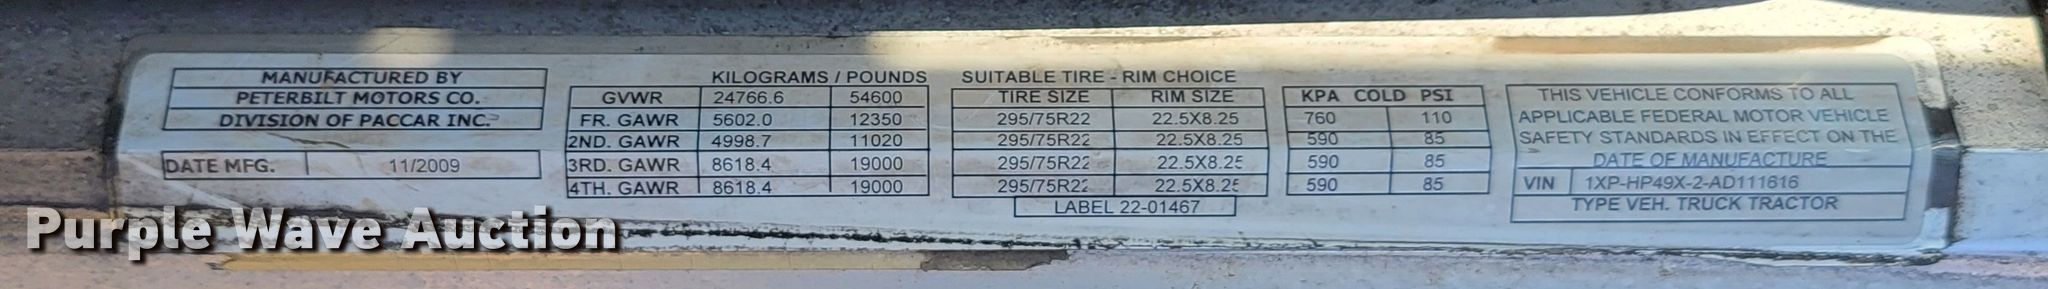 MANUFACTURED BY
PETERBILT MOTORS CO.
DIVISION OF PACCAR INC.
DATE MFG. 11/2009
KILOGRAMS / POUNDS
GVWR 24766.6 54600
FR. GAWR 5602.0 12350
2ND. GAWR 4998.7 11020
3RD. GAWR 8618.4 19000
4TH. GAWR 8618.4 19000
SUITABLE TIRE - RIM CHOICE
TIRE SIZE RIM SIZE
295/75R22 22.5X8.25
295/75R22 22.5X8.25
295/75R22 22.5X8.25
295/75R22 22.5X8.25
LABEL 22-01467
KPA COLD PSI
760 110
590 85
590 85
590 85
THIS VEHICLE CONFORMS TO ALL
APPLICABLE FEDERAL MOTOR VEHICLE
SAFETY STANDARDS IN EFFECT ON THE
DATE OF MANUFACTURE
VIN 1XP-HP49X-2-AD111616
TYPE VEH. TRUCK TRACTOR
Purple Wave Auction